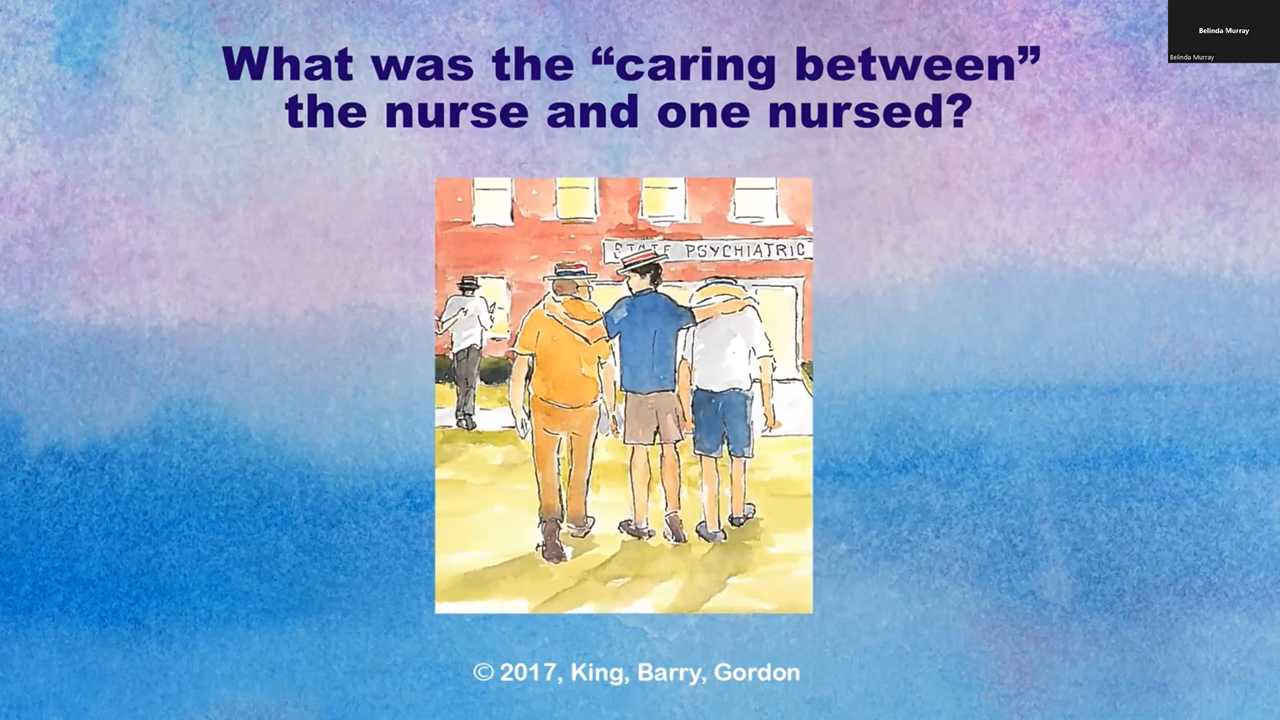 Belinda Murray
Belinda Murray
What was the “caring between”
the nurse and one nursed?
STATE PSYCHIATRIC
© 2017, King, Barry, Gordon